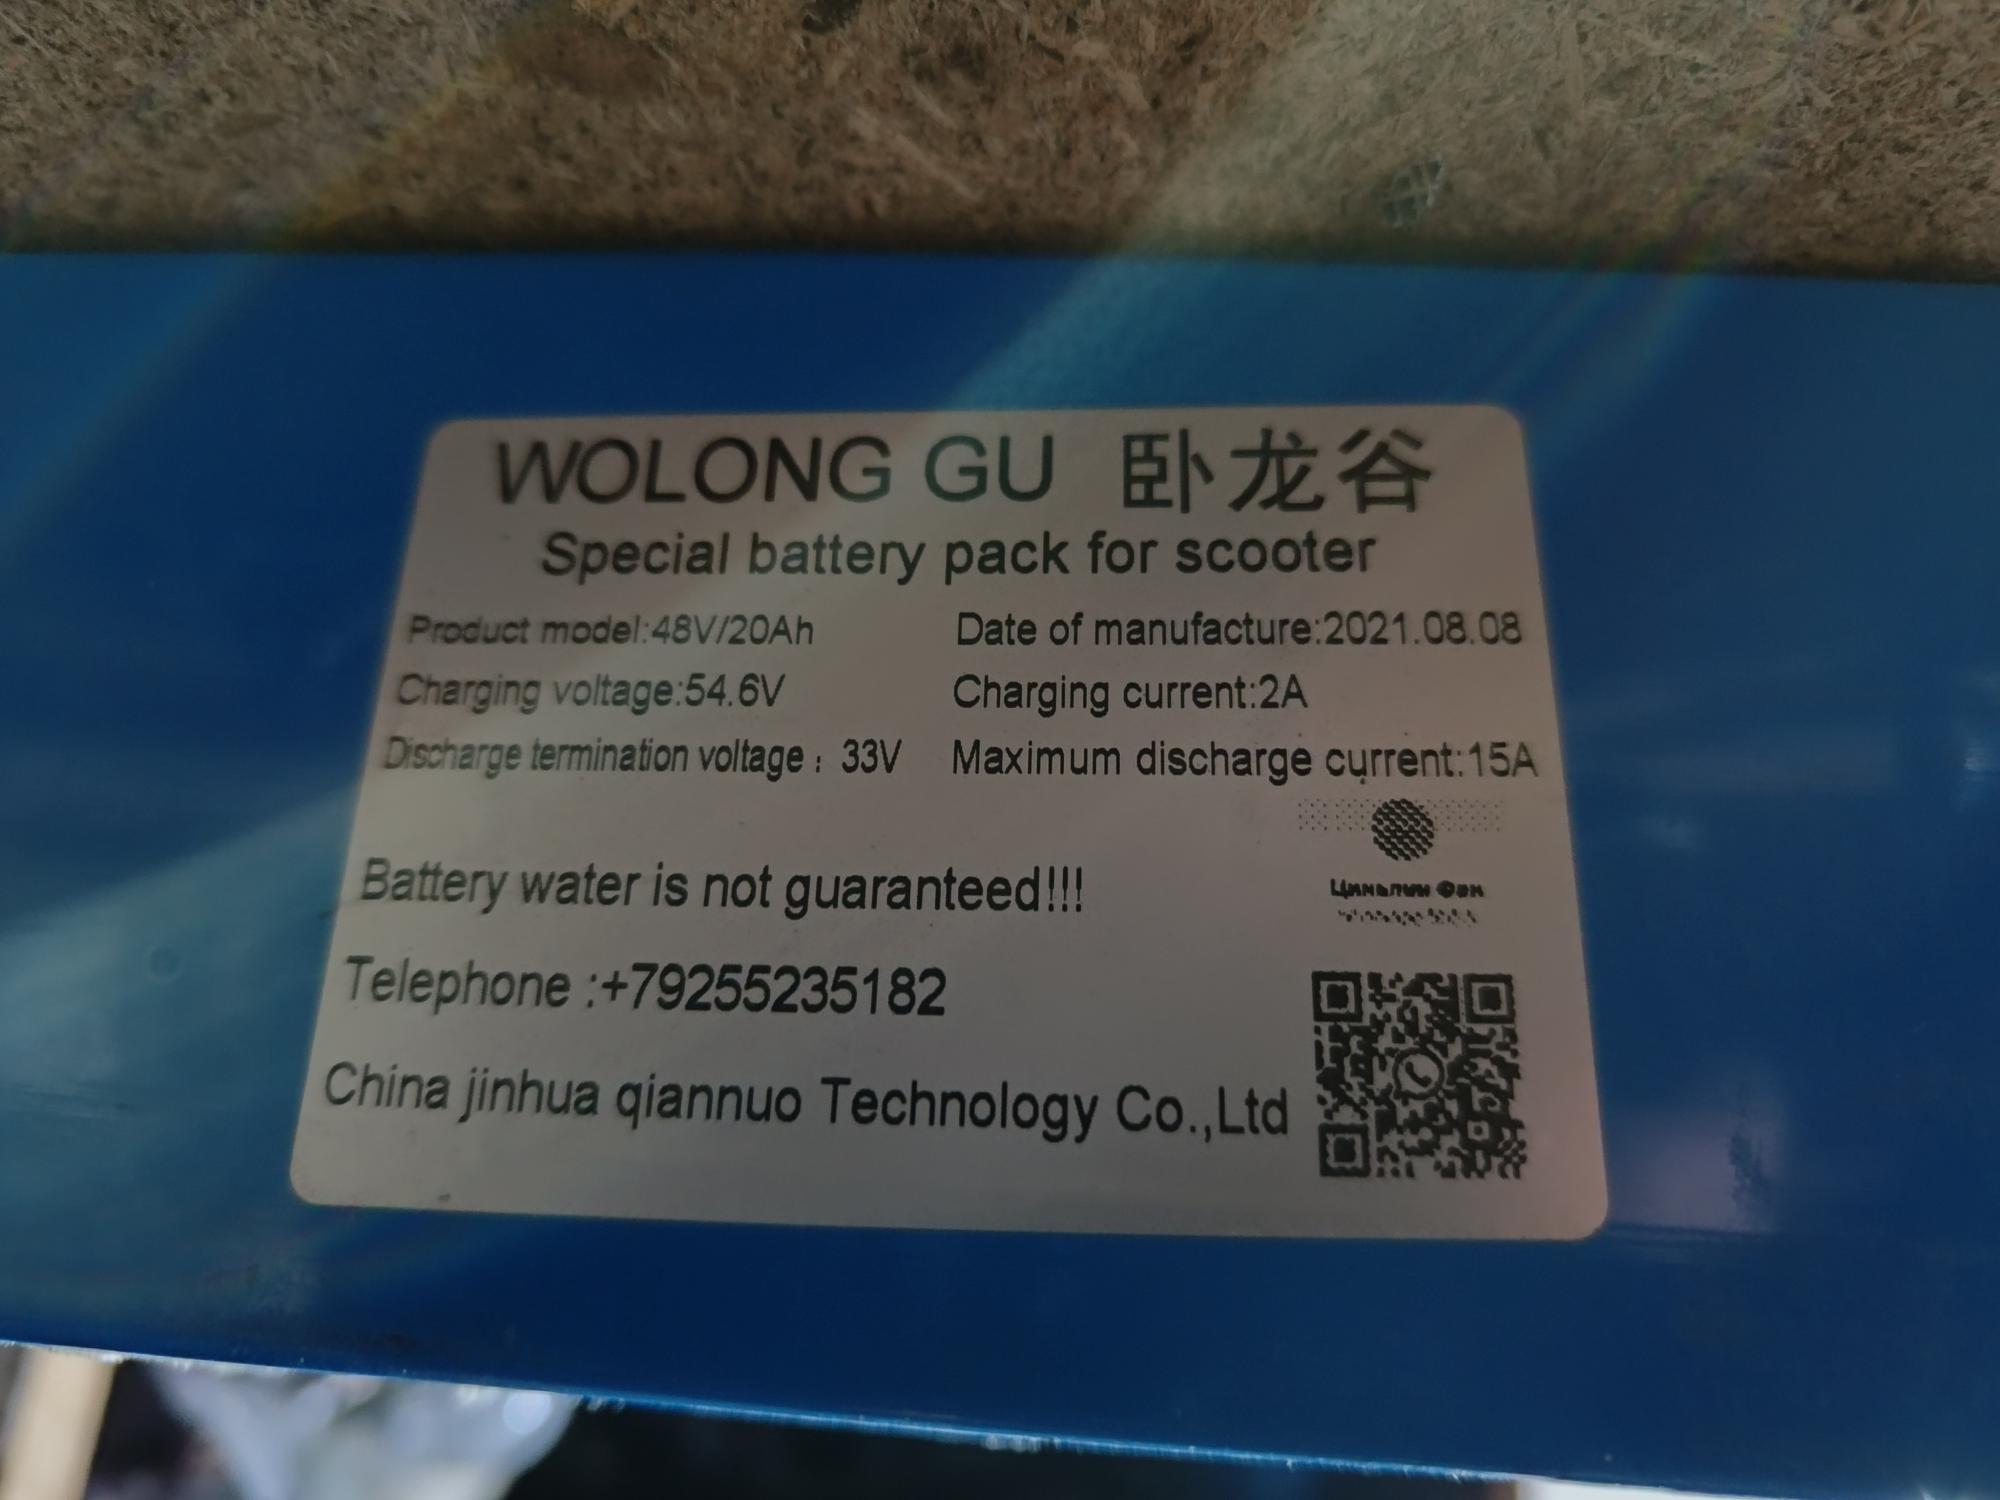 WOLONG GU 卧龙谷
Special battery pack for scooter
Product model:48V/20Ah Date of manufacture:2021.08.08
Charging voltage:54.6V Charging current:2A
Discharge termination voltage：33V Maximum discharge current:15A
Battery water is not guaranteed!!!
Telephone :+79255235182
China jinhua qiannuo Technology Co.,Ltd